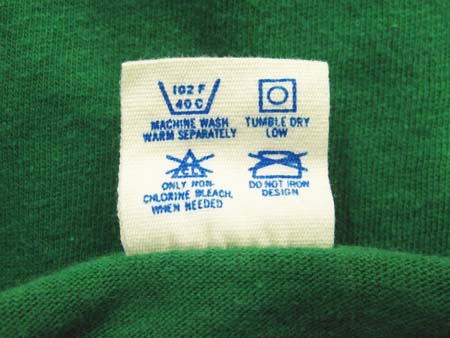 102 F
40 C
MACHINE WASH
WARM SEPARATELY
TUMBLE DRY
LOW
CL
ONLY NON-
CHLORINE BLEACH,
WHEN NEEDED
DO NOT IRON
DESIGN